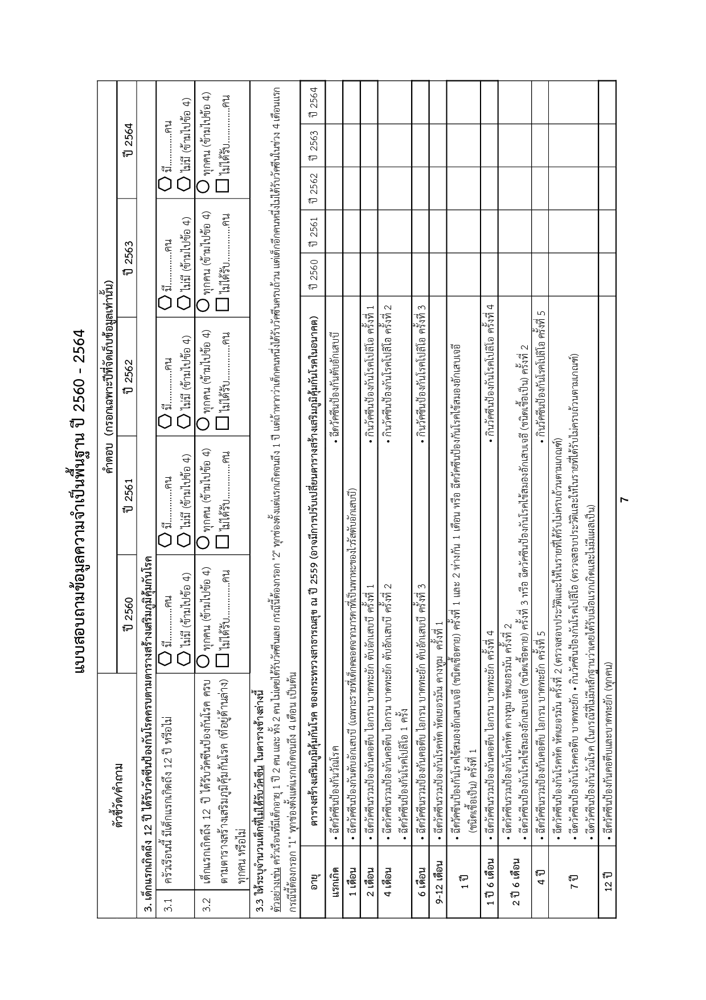 แบบสอบถามข้อมูลความจำเป็นพื้นฐาน ปี 2560 - 2564
ตัวชี้วัด/คำถาม
คำตอบ (กรอกเฉพาะปีที่จัดเก็บข้อมูลเท่านั้น)
ปี 2560 ปี 2561 ปี 2562 ปี 2563 ปี 2564
3. เด็กแรกเกิดถึง 12 ปี ได้รับวัคซีนป้องกันโรคครบตามตารางสร้างเสริมภูมิคุ้มกันโรค
3.1 ครัวเรือนนี้ มีเด็กแรกเกิดถึง 12 ปี หรือไม่
มี.............คน มี.............คน มี.............คน มี.............คน มี.............คน
ไม่มี (ข้ามไปข้อ 4) ไม่มี (ข้ามไปข้อ 4) ไม่มี (ข้ามไปข้อ 4) ไม่มี (ข้ามไปข้อ 4) ไม่มี (ข้ามไปข้อ 4)
3.2 เด็กแรกเกิดถึง 12 ปี ได้รับวัคซีนป้องกันโรค ครบ
ตามตารางสร้างเสริมภูมิคุ้มกันโรค (ที่อยู่ด้านล่าง)
ทุกคน หรือไม่
ทุกคน (ข้ามไปข้อ 4) ทุกคน (ข้ามไปข้อ 4) ทุกคน (ข้ามไปข้อ 4) ทุกคน (ข้ามไปข้อ 4) ทุกคน (ข้ามไปข้อ 4)
ไม่ได้รับ..............คน ไม่ได้รับ..............คน ไม่ได้รับ..............คน ไม่ได้รับ..............คน ไม่ได้รับ..............คน
3.3 ให้ระบุจำนวนเด็กที่ไม่ได้รับวัคซีน ในตารางข้างล่างนี้
ตัวอย่างเช่น ครัวเรือนที่มีเด็กอายุ 1 ปี 2 คน และ ทั้ง 2 คน ไม่เคยได้รับวัคซีนเลย กรณีนี้ต้องกรอก "2" ทุกช่องตั้งแต่แรกเกิดจนถึง 1 ปี แต่ถ้าหากว่าเด็กคนหนึ่งได้รับวัคซีนครบถ้วน แต่เด็กอีกคนหนึ่งไม่ได้รับวัคซีนในช่วง 4 เดือนแรก
กรณีนี้ต้องกรอก "1" ทุกช่องตั้งแต่แรกเกิดจนถึง 4 เดือน เป็นต้น
อายุ ตารางสร้างเสริมภูมิคุ้มกันโรค ของกระทรวงสาธารณสุข ณ ปี 2559 (อาจมีการปรับเปลี่ยนตารางสร้างเสริมภูมิคุ้มกันโรคในอนาคต) ปี 2560 ปี 2561 ปี 2562 ปี 2563 ปี 2564
แรกเกิด • ฉีดวัคซีนป้องกันวัณโรค • ฉีดวัคซีนป้องกันตับอักเสบบี
1 เดือน • ฉีดวัคซีนป้องกันตับอักเสบบี (เฉพาะรายที่เด็กคลอดจากมารดาที่เป็นพาหะของไวรัสตับอักเสบบี)
2 เดือน • ฉีดวัคซีนรวมป้องกันคอตีบ ไอกรน บาดทะยัก ตับอักเสบบี ครั้งที่ 1 • กินวัคซีนป้องกันโรคโปลิโอ ครั้งที่ 1
4 เดือน • ฉีดวัคซีนรวมป้องกันคอตีบ ไอกรน บาดทะยัก ตับอักเสบบี ครั้งที่ 2 • กินวัคซีนป้องกันโรคโปลิโอ ครั้งที่ 2
• ฉีดวัคซีนป้องกันโรคโปลิโอ 1 ครั้ง
6 เดือน • ฉีดวัคซีนรวมป้องกันคอตีบ ไอกรน บาดทะยัก ตับอักเสบบี ครั้งที่ 3 • กินวัคซีนป้องกันโรคโปลิโอ ครั้งที่ 3
9-12 เดือน • ฉีดวัคซีนรวมป้องกันโรคหัด หัดเยอรมัน คางทูม ครั้งที่ 1
1 ปี • ฉีดวัคซีนป้องกันโรคไข้สมองอักเสบเจอี (ชนิดเชื้อตาย) ครั้งที่ 1 และ 2 ห่างกัน 1 เดือน หรือ ฉีดวัคซีนป้องกันโรคไข้สมองอักเสบเจอี
(ชนิดเชื้อเป็น) ครั้งที่ 1
1 ปี 6 เดือน • ฉีดวัคซีนรวมป้องกันคอตีบ ไอกรน บาดทะยัก ครั้งที่ 4 • กินวัคซีนป้องกันโรคโปลิโอ ครั้งที่ 4
2 ปี 6 เดือน • ฉีดวัคซีนรวมป้องกันโรคหัด คางทูม หัดเยอรมัน ครั้งที่ 2
• ฉีดวัคซีนป้องกันโรคไข้สมองอักเสบเจอี (ชนิดเชื้อตาย) ครั้งที่ 3 หรือ ฉีดวัคซีนป้องกันโรคไข้สมองอักเสบเจอี (ชนิดเชื้อเป็น) ครั้งที่ 2
4 ปี • ฉีดวัคซีนรวมป้องกันคอตีบ ไอกรน บาดทะยัก ครั้งที่ 5 • กินวัคซีนป้องกันโรคโปลิโอ ครั้งที่ 5
7 ปี • ฉีดวัคซีนป้องกันโรคหัด หัดเยอรมัน ครั้งที่ 2 (ตรวจสอบประวัติและให้ในรายที่ได้รับไม่ครบถ้วนตามเกณฑ์)
• ฉีดวัคซีนป้องกันโรคคอตีบ บาดทะยัก • กินวัคซีนป้องกันโรคโปลิโอ (ตรวจสอบประวัติและให้ในรายที่ได้รับไม่ครบถ้วนตามเกณฑ์)
• ฉีดวัคซีนป้องกันวัณโรค (ในกรณีที่ไม่มีหลักฐานว่าเคยได้รับเมื่อแรกเกิดและไม่มีแผลเป็น)
12 ปี • ฉีดวัคซีนป้องกันคอตีบและบาดทะยัก (ทุกคน)
7